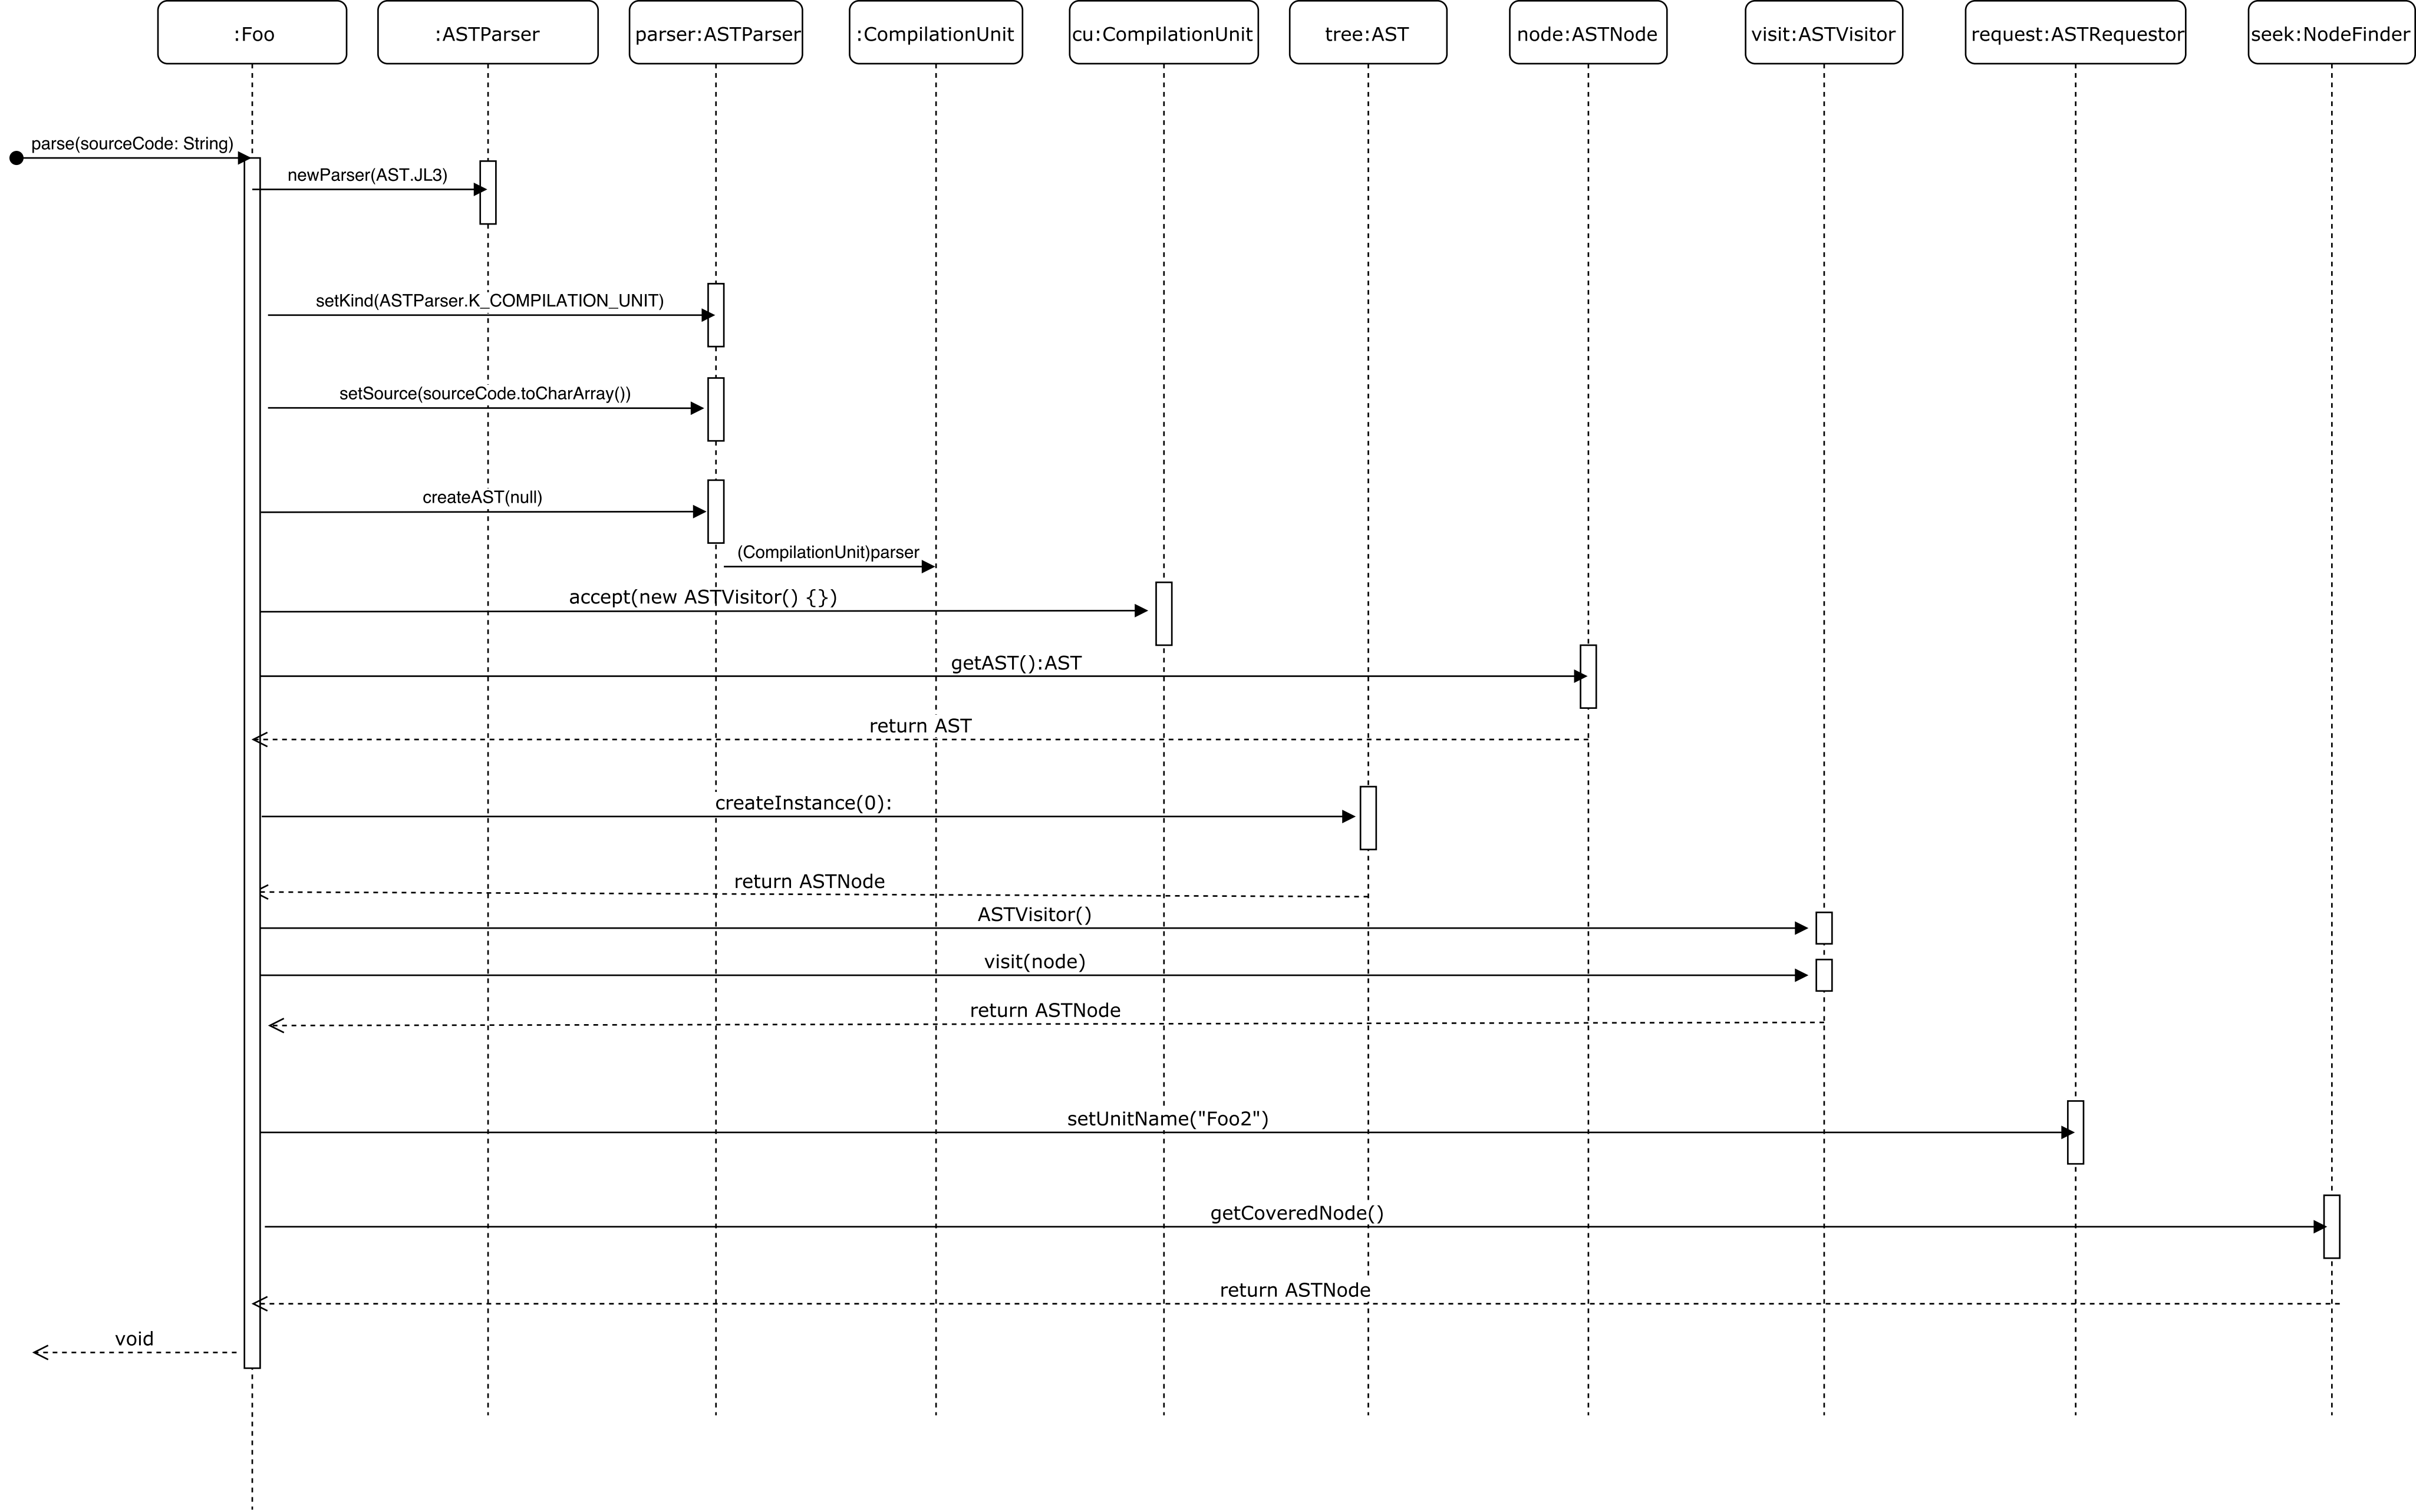 :Foo
:ASTParser
parser:ASTParser
:CompilationUnit
cu:CompilationUnit
tree:AST
node:ASTNode
visit:ASTVisitor
request:ASTRequestor
seek:NodeFinder
parse(sourceCode: String)
newParser(AST.JL3)
setKind(ASTParser.K_COMPILATION_UNIT)
setSource(sourceCode.toCharArray())
createAST(null)
(CompilationUnit)parser
accept(new ASTVisitor() {})
getAST():AST
return AST
createInstance(0):
return ASTNode
ASTVisitor()
visit(node)
return ASTNode
setUnitName("Foo2")
getCoveredNode()
return ASTNode
void